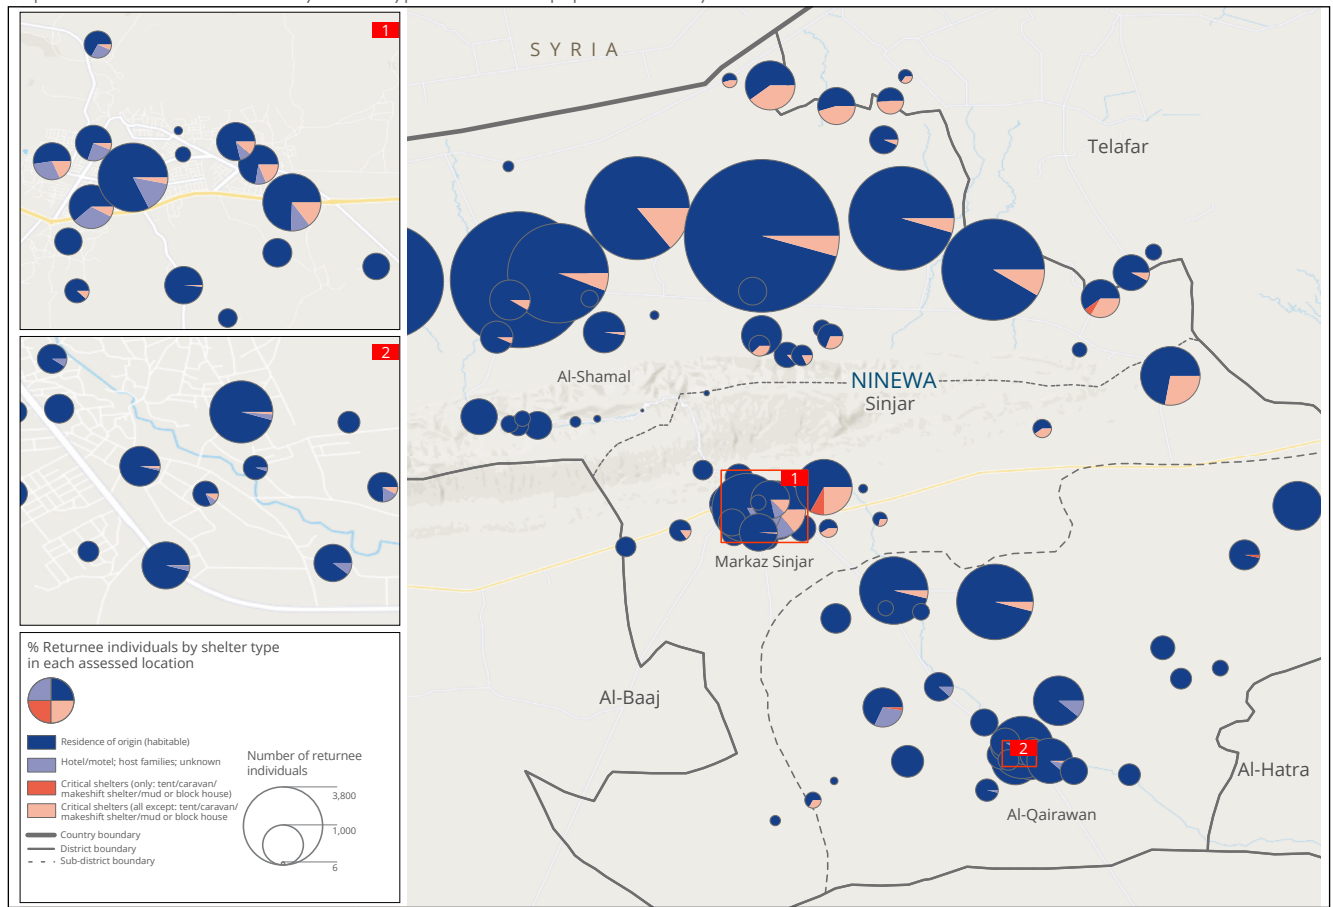 1
2
% Returnee individuals by shelter type
in each assessed location
Residence of origin (habitable)
Hotel/motel; host families; unknown
Critical shelters (only: tent/caravan/
makeshift shelter/mud or block house)
Critical shelters (all except: tent/caravan/
makeshift shelter/mud or block house
Country boundary
District boundary
Sub-district boundary
Number of returnee
individuals
3,800
1,000
6
SYRIA
Telafar
Al-Shamal
NINEWA
Sinjar
1
Markaz Sinjar
Al-Baaj
2
Al-Hatra
Al-Qairawan